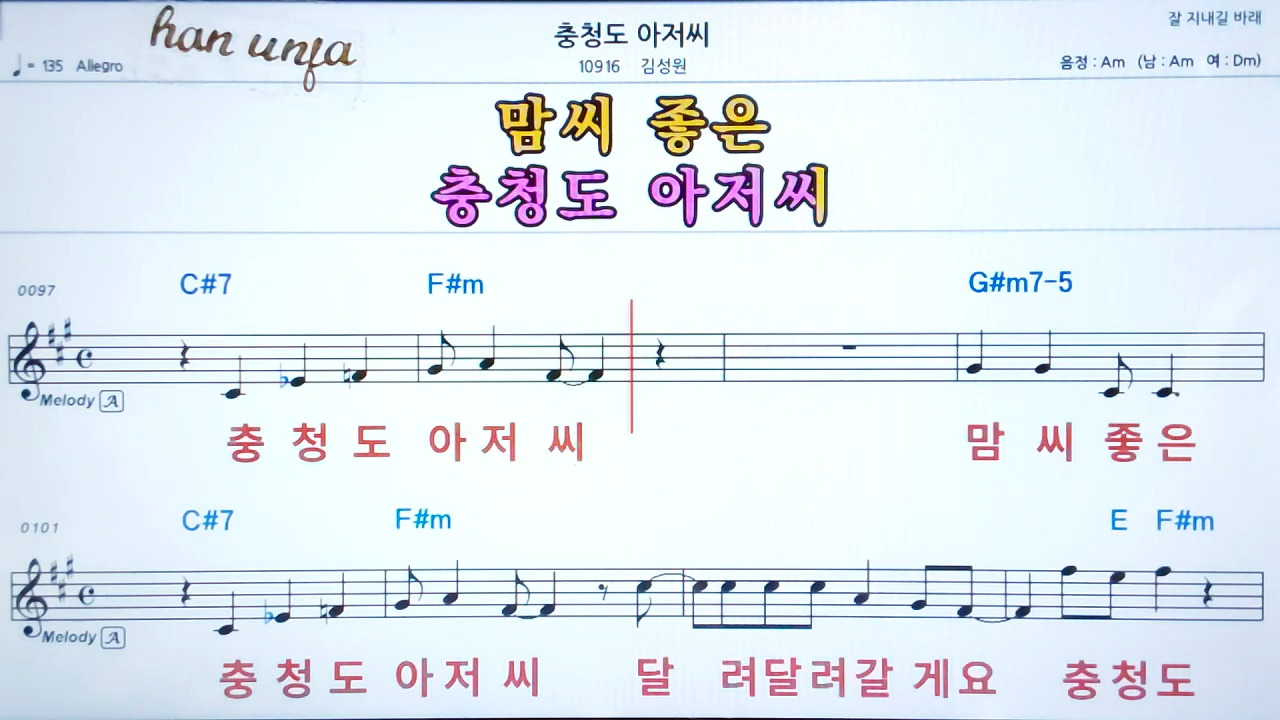 잘 지내길 바래
han unfa
충청도 아저씨
♩= 135 Allegro
10916 김성원
음정 : Am (남 : Am 여 : Dm)
맘씨 좋은
충청도 아저씨
0097
C#7 F#m G#m7-5
Melody A
충 청 도 아 저 씨 맘 씨 좋 은
0101
C#7 F#m E F#m
Melody A
충 청 도 아 저 씨 달 려달려갈 게요 충청도